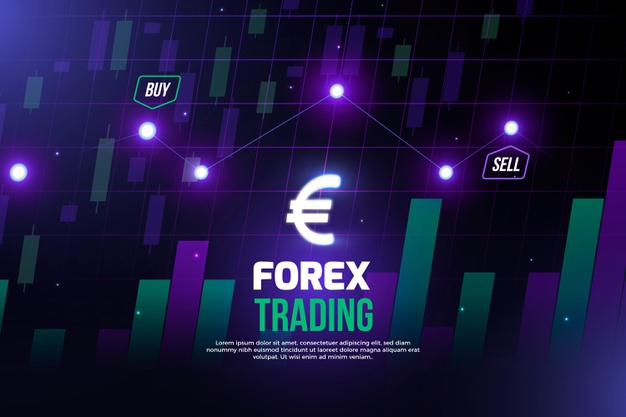 BUY
SELL
€
FOREX
TRADING
Lorem ipsum dolor sit amet, consectetuer adipiscing elit,
sed diam nonummy nibh euismod tincidunt ut laoreet dolore magna aliquam erat
volutpat. Ut wisi enim ad minim veniam..